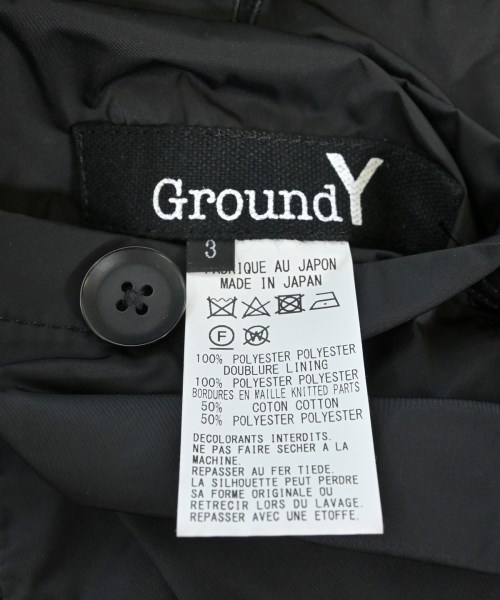 GroundY
3
FABRIQUE AU JAPON
MADE IN JAPAN
F W
100% POLYESTER POLYESTER
DOUBLURE LINING
100% POLYESTER POLYESTER
BORDURES EN MAILLE KNITTED PARTS
50% COTON COTTON
50% POLYESTER POLYESTER
DECOLORANTS INTERDITS.
NE PAS FAIRE SECHER A LA
MACHINE.
REPASSER AU FER TIEDE.
LA SILHOUETTE PEUT PERDRE
SA FORME ORIGINALE OU
RETRECIR LORS DU LAVAGE.
REPASSER AVEC UNE ETOFFE.